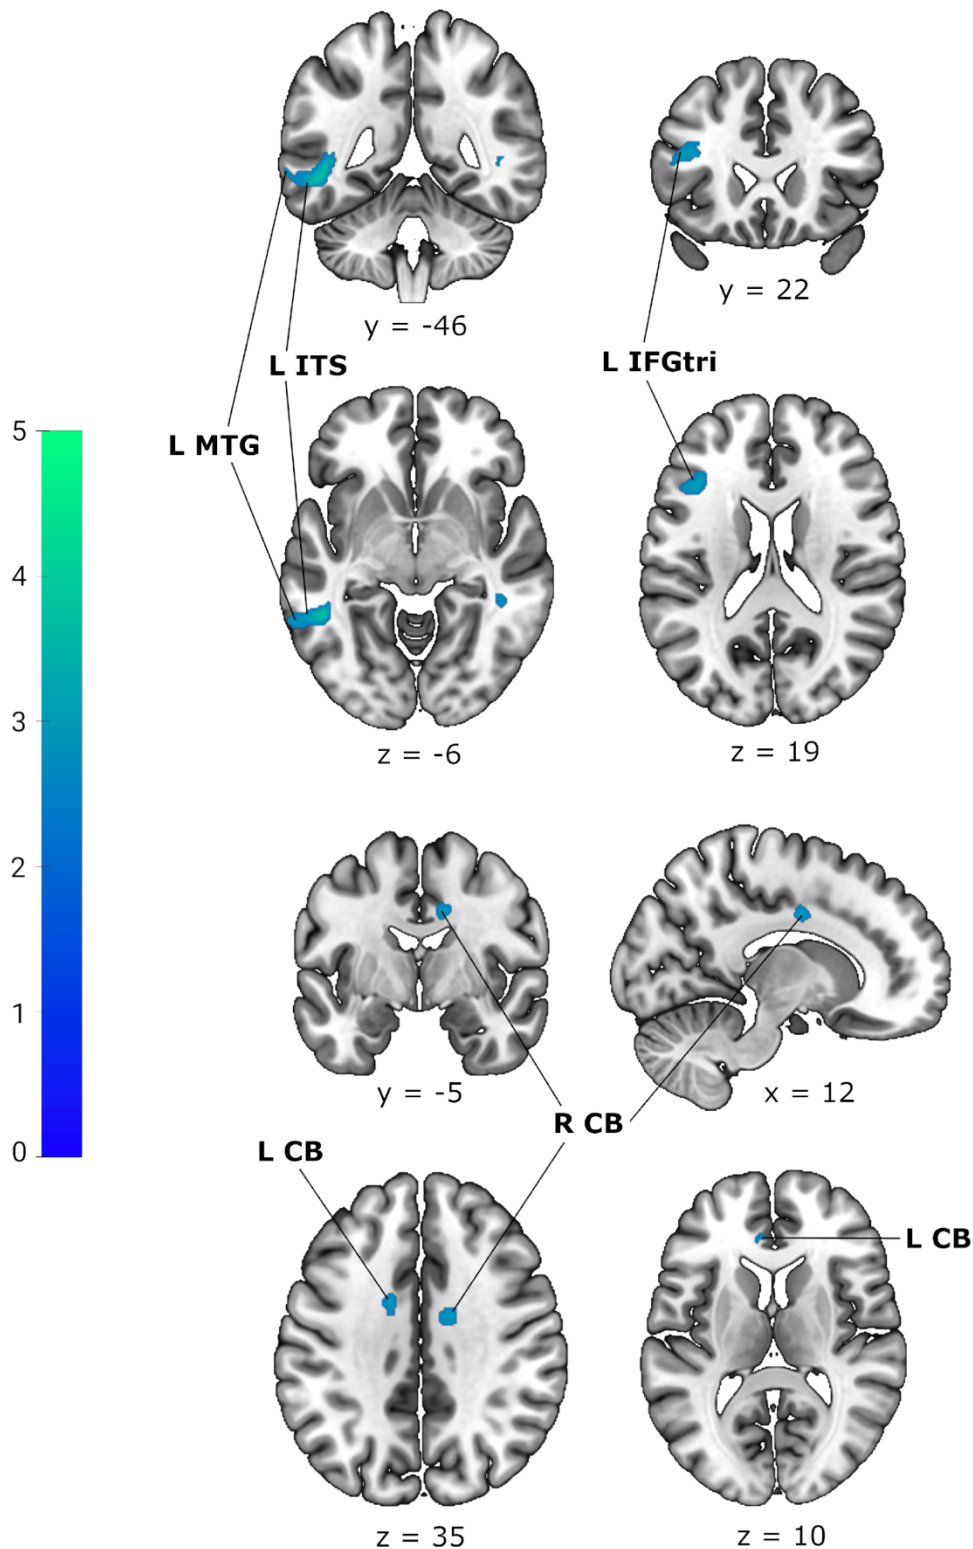 y = -46
y = 22
L ITS
L IFGtri
L MTG
5
4
3
2
1
0
z = -6
z = 19
y = -5
x = 12
R CB
L CB
L CB
z = 35
z = 10